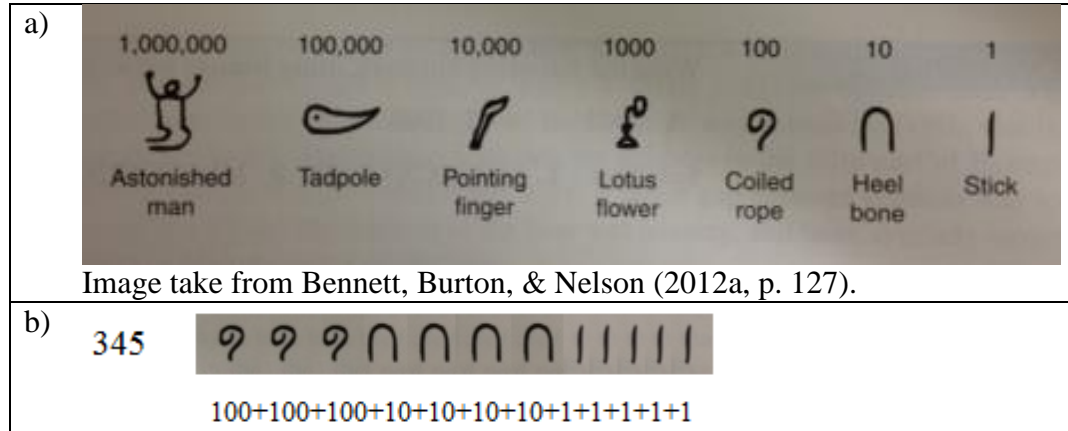 a)
1,000,000 100,000 10,000 1000 100 10 1
Astonished man Tadpole Pointing finger Lotus flower Coiled rope Heel bone Stick
Image take from Bennett, Burton, & Nelson (2012a, p. 127).
b)
345
100+100+100+10+10+10+10+1+1+1+1+1